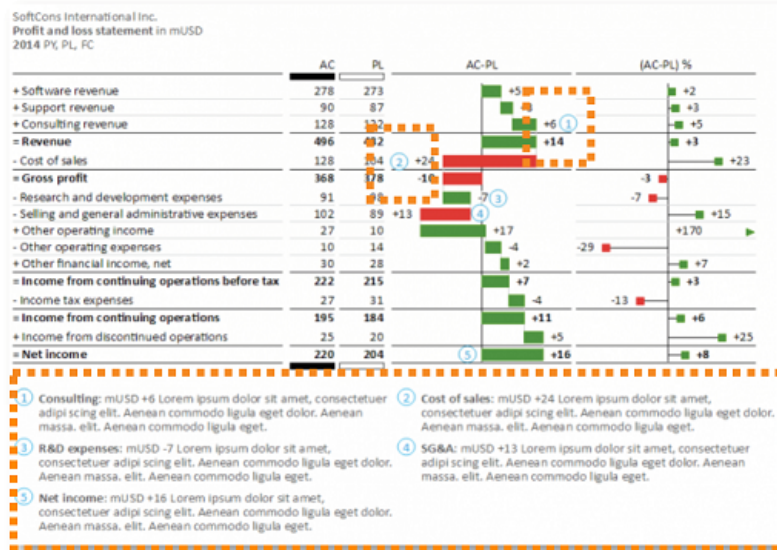 SoftCons International Inc.
Profit and loss statement in mUSD
2014 PY, PL, FC
AC PL AC-PL (AC-PL) %
+ Software revenue 278 273 +5 +2
+ Support revenue 90 87 +3
+ Consulting revenue 128 +6 1 +5
= Revenue 496 +14 +3
- Cost of sales 128 104 2 +24 +23
= Gross profit 368 378 -10 -3
- Research and development expenses 91 98 -7 3 -7
- Selling and general administrative expenses 102 89 +13 4 +15
+ Other operating income 27 10 +17 +170
- Other operating expenses 10 14 -4 -29
+ Other financial income, net 30 28 +2 +7
= Income from continuing operations before tax 222 215 +7 +3
- Income tax expenses 27 31 -4 -13
= Income from continuing operations 195 184 +11 +6
+ Income from discontinued operations 25 20 +5 +25
= Net income 220 204 5 +16 +8
1 Consulting: mUSD +6 Lorem ipsum dolor sit amet, consectetuer
adipi scing elit. Aenean commodo ligula eget dolor. Aenean
massa. elit. Aenean commodo ligula eget.
2 Cost of sales: mUSD +24 Lorem ipsum dolor sit amet,
consectetuer adipi scing elit. Aenean commodo ligula eget dolor.
Aenean massa. elit. Aenean commodo ligula eget.
3 R&D expenses: mUSD -7 Lorem ipsum dolor sit amet,
consectetuer adipi scing elit. Aenean commodo ligula eget dolor.
Aenean massa. elit. Aenean commodo ligula eget.
4 SG&A: mUSD +13 Lorem ipsum dolor sit amet, consectetuer
adipi scing elit. Aenean commodo ligula eget dolor. Aenean
massa. elit. Aenean commodo ligula eget.
5 Net income: mUSD +16 Lorem ipsum dolor sit amet,
consectetuer adipi scing elit. Aenean commodo ligula eget dolor.
Aenean massa. elit. Aenean commodo ligula eget.